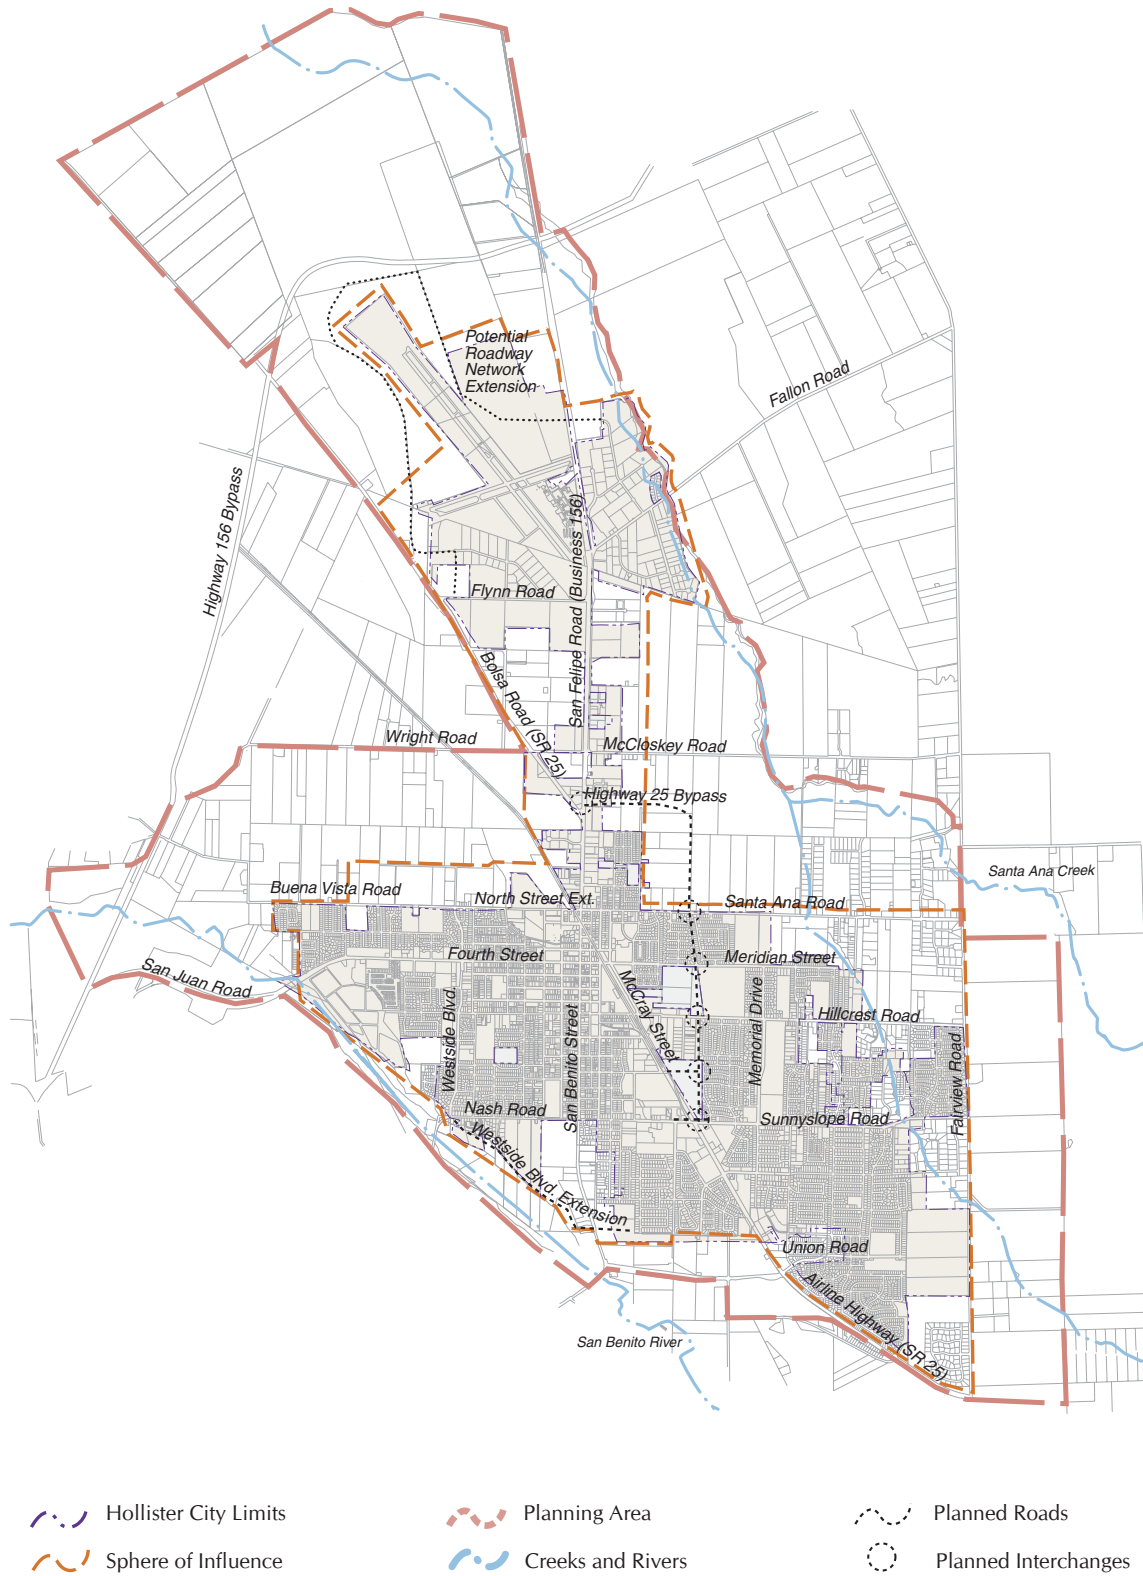 Potential
Roadway
Network
Extension
Fallon Road
Highway 156 Bypass
San Felipe Road (Business 156)
Flynn Road
Bolsa Road (SR 25)
Wright Road
McCloskey Road
Highway 25 Bypass
Santa Ana Creek
Buena Vista Road
North Street Ext.
Santa Ana Road
Fourth Street
Meridian Street
San Juan Road
McCray Street
Westside Blvd.
San Benito Street
Memorial Drive
Hillcrest Road
Fairview Road
Nash Road
Sunnyslope Road
Westside Blvd. Extension
Union Road
Airline Highway (SR 25)
San Benito River
Hollister City Limits
Planning Area
Planned Roads
Sphere of Influence
Creeks and Rivers
Planned Interchanges